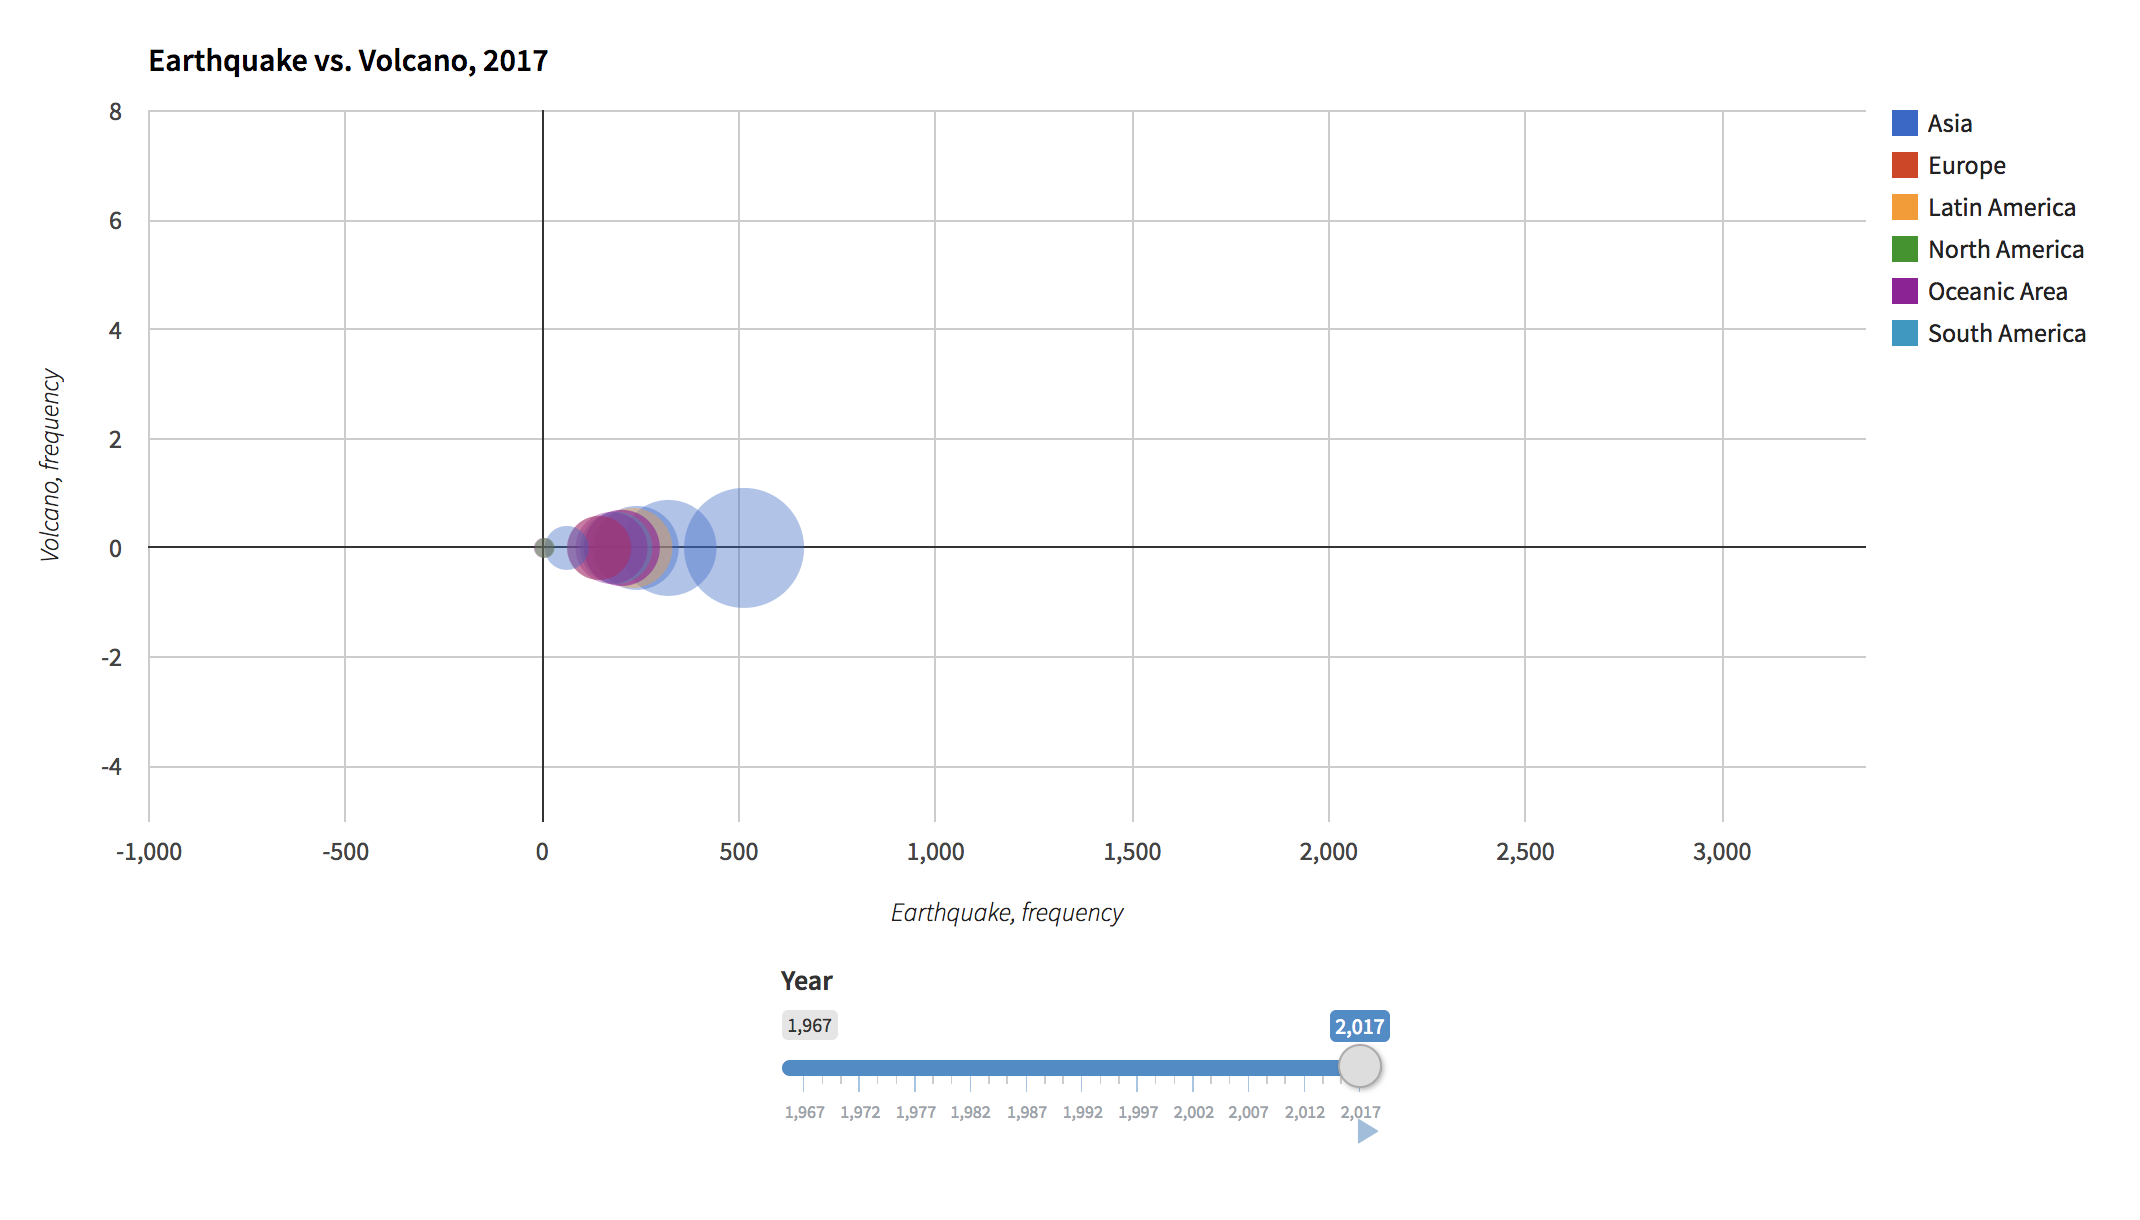 Earthquake vs. Volcano, 2017
8
6
4
2
0
-2
-4
Volcano, frequency
-1,000 -500 0 500 1,000 1,500 2,000 2,500 3,000
Earthquake, frequency
Asia
Europe
Latin America
North America
Oceanic Area
South America
Year
1,967 2,017
1,967 1,972 1,977 1,982 1,987 1,992 1,997 2,002 2,007 2,012 2,017